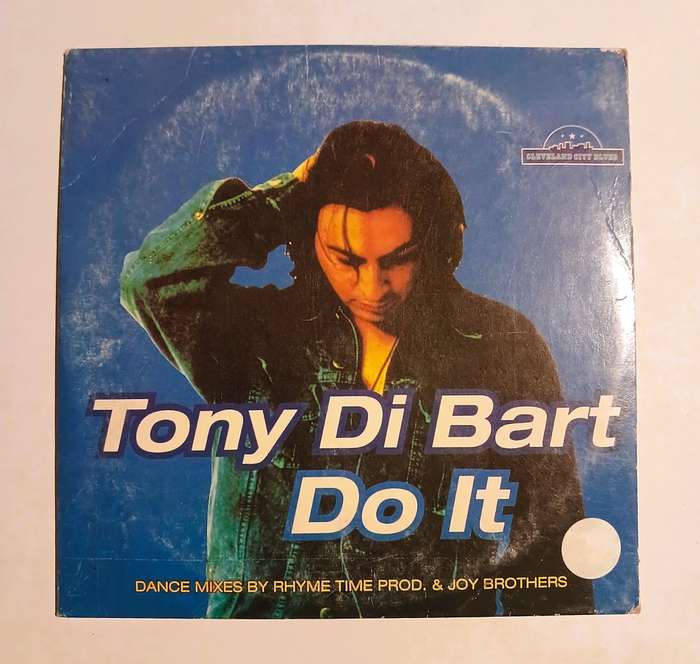 CLEVELAND CITY BLUES
Tony Di Bart
Do It
DANCE MIXES BY RHYME TIME PROD. & JOY BROTHERS